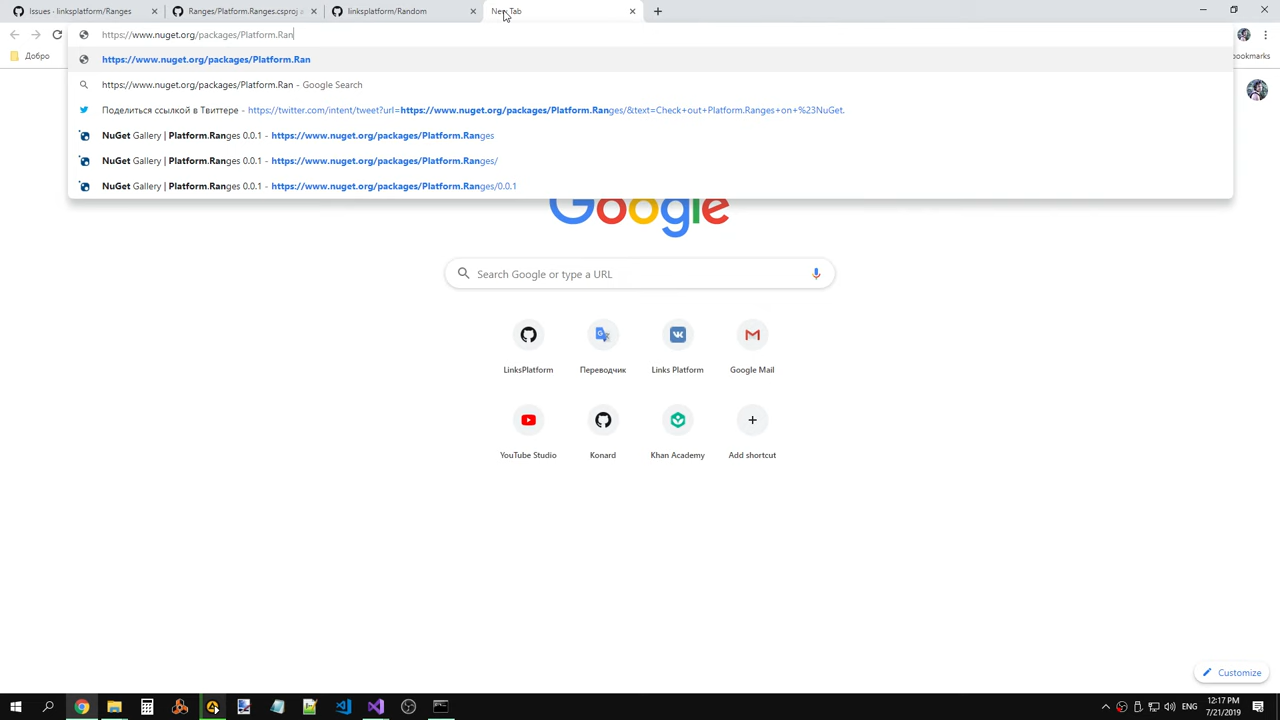 Issues · linksplatform/Ranges
Ranges/Platform.Ranges.csproj a
linksplatform/Random
New Tab
https://www.nuget.org/packages/Platform.Ran
Добро
bookmarks
https://www.nuget.org/packages/Platform.Ran
https://www.nuget.org/packages/Platform.Ran - Google Search
Поделиться ссылкой в Твиттере - https://twitter.com/intent/tweet?url=https://www.nuget.org/packages/Platform.Ranges/&text=Check+out+Platform.Ranges+on+%23NuGet.
NuGet Gallery | Platform.Ranges 0.0.1 - https://www.nuget.org/packages/Platform.Ranges
NuGet Gallery | Platform.Ranges 0.0.1 - https://www.nuget.org/packages/Platform.Ranges/
NuGet Gallery | Platform.Ranges 0.0.1 - https://www.nuget.org/packages/Platform.Ranges/0.0.1
Google
Search Google or type a URL
LinksPlatform
Переводчик
Links Platform
Google Mail
YouTube Studio
Konard
Khan Academy
Add shortcut
Customize
ENG
12:17 PM
7/21/2019